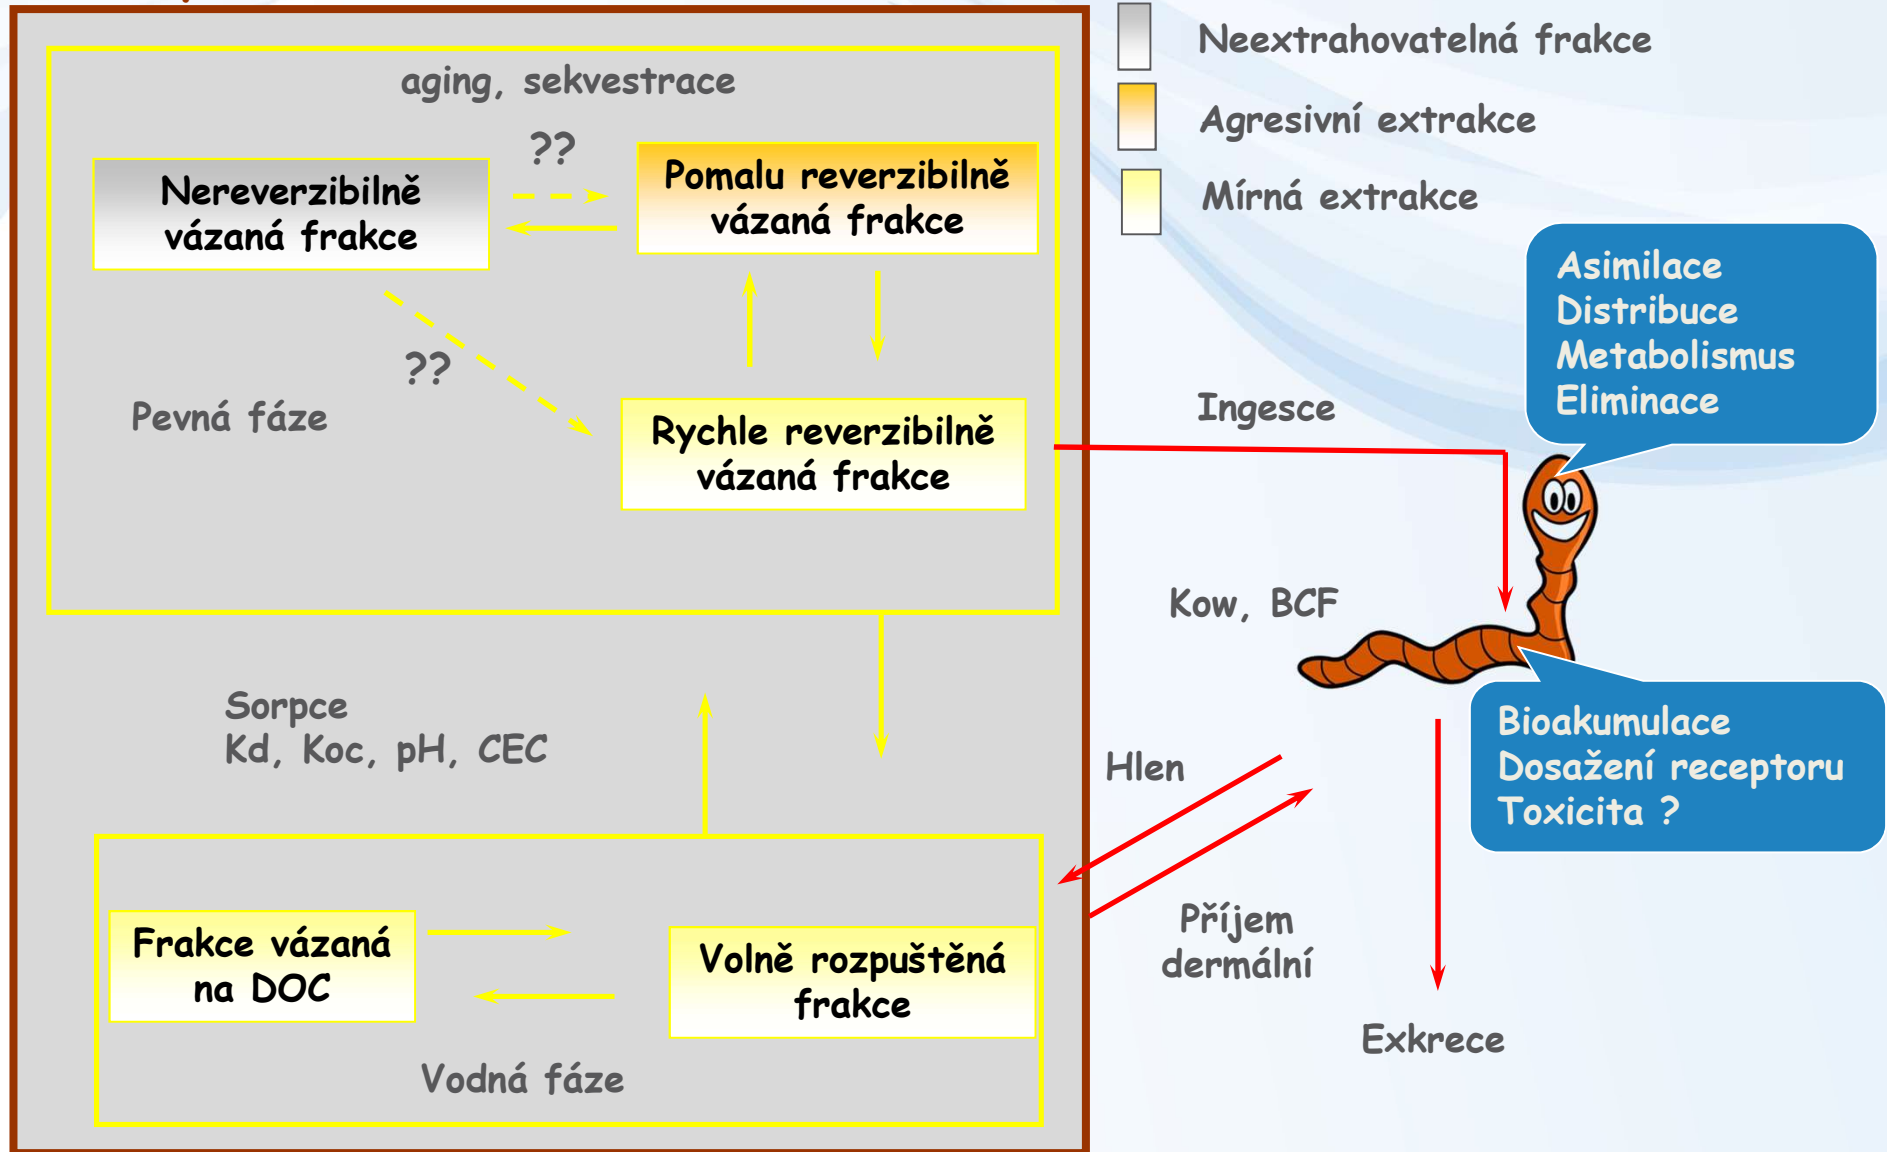 aging, sekvestrace
??
Nereverzibilně
vázaná frakce
Pomalu reverzibilně
vázaná frakce
??
Pevná fáze
Rychle reverzibilně
vázaná frakce
Sorpce
Kd, Koc, pH, CEC
Frakce vázaná
na DOC
Volně rozpuštěná
frakce
Vodná fáze
Neextrahovatelná frakce
Agresivní extrakce
Mírná extrakce
Asimilace
Distribuce
Metabolismus
Eliminace
Ingesce
Kow, BCF
Bioakumulace
Dosažení receptoru
Toxicita ?
Hlen
Příjem
dermální
Exkrece